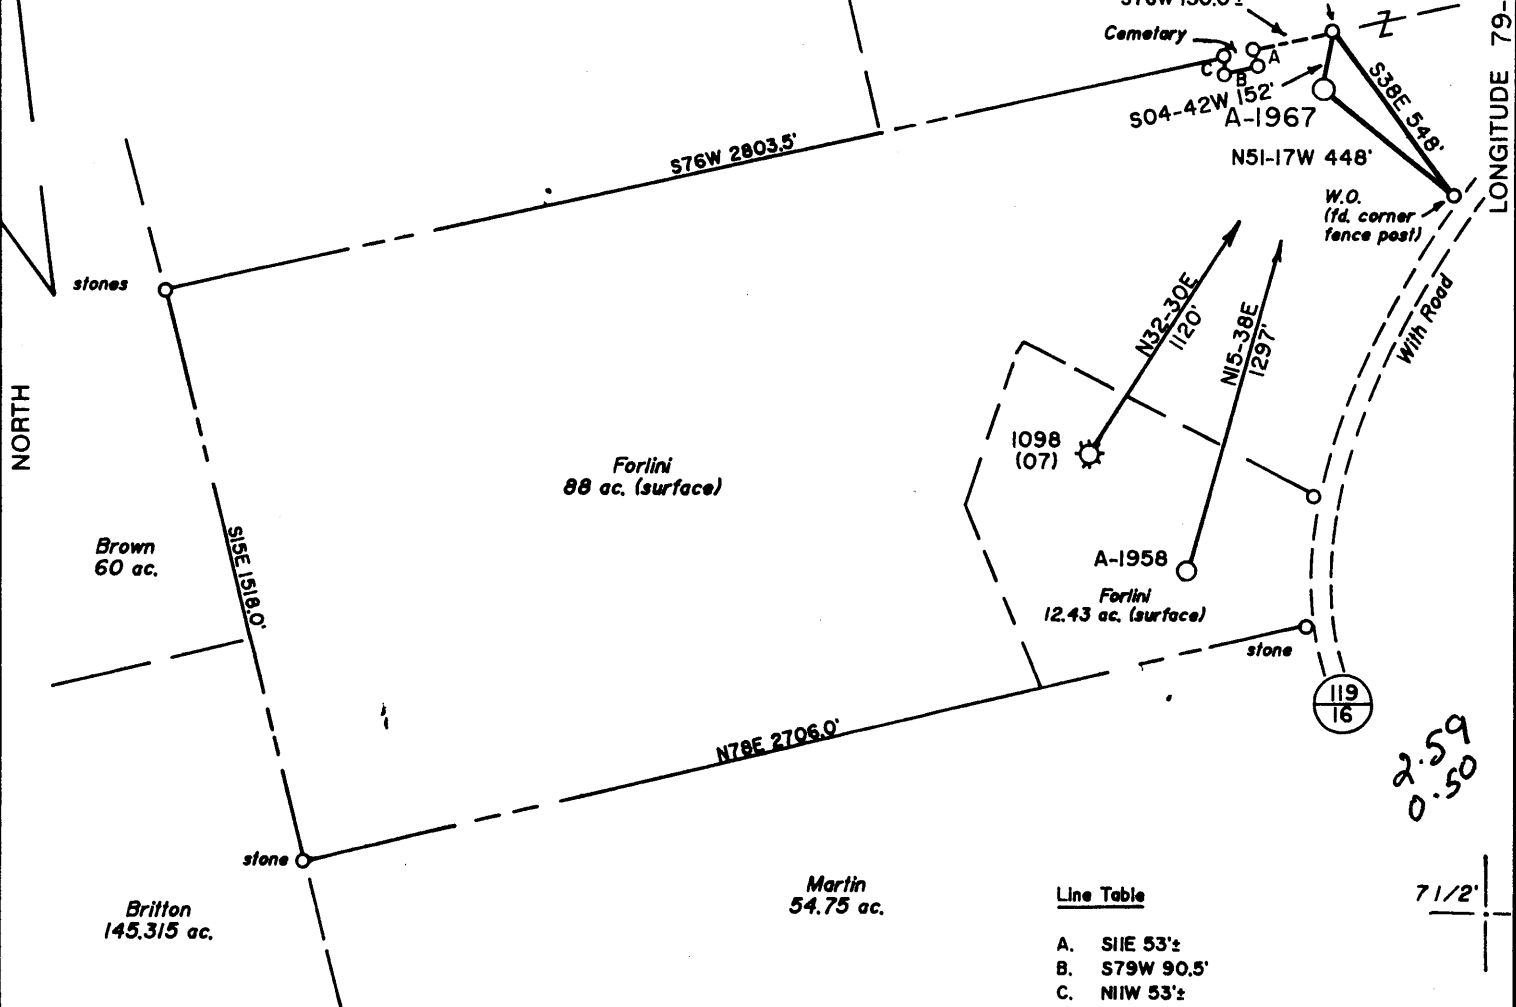 Cemetary
A
B
C
S04-42W 152'
A-1967
S38E 548'
N51-17W 448'
LONGITUDE 79-
S76W 2803.5'
W.O.
(fd. corner
fence post)
stones
N32-30E
1120'
N15-38E
1297'
With Road
NORTH
1098
(07)
Forlini
88 ac. (surface)
Brown
60 ac.
S15E 1518.0'
A-1958
Forlini
12.43 ac. (surface)
stone
119
16
N78E 2706.0'
2.59
0.50
stone
Britton
145.315 ac.
Martin
54.75 ac.
Line Table
7 1/2'
A. S11E 53'±
B. S79W 90.5'
C. N11W 53'±